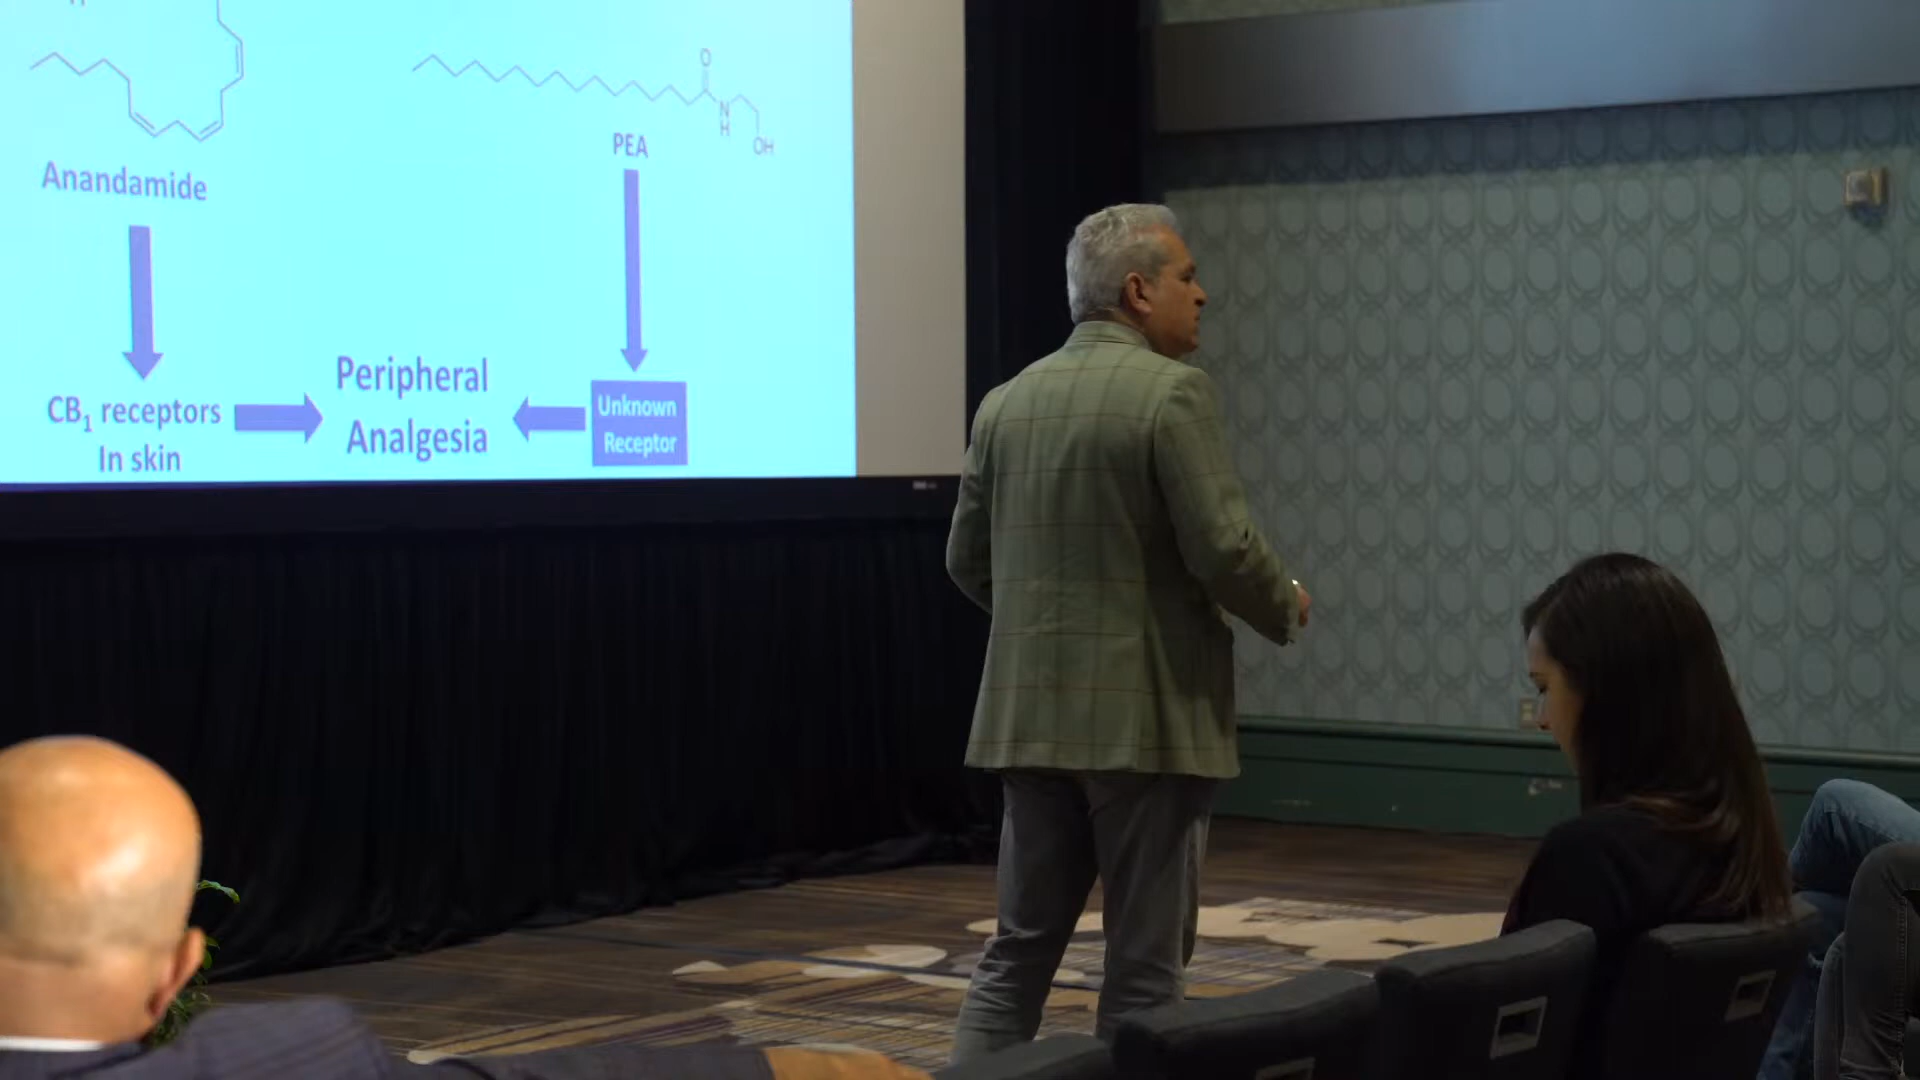 O
N
H
OH
PEA
Anandamide
CB1 receptors
In skin
Peripheral
Analgesia
Unknown
Receptor